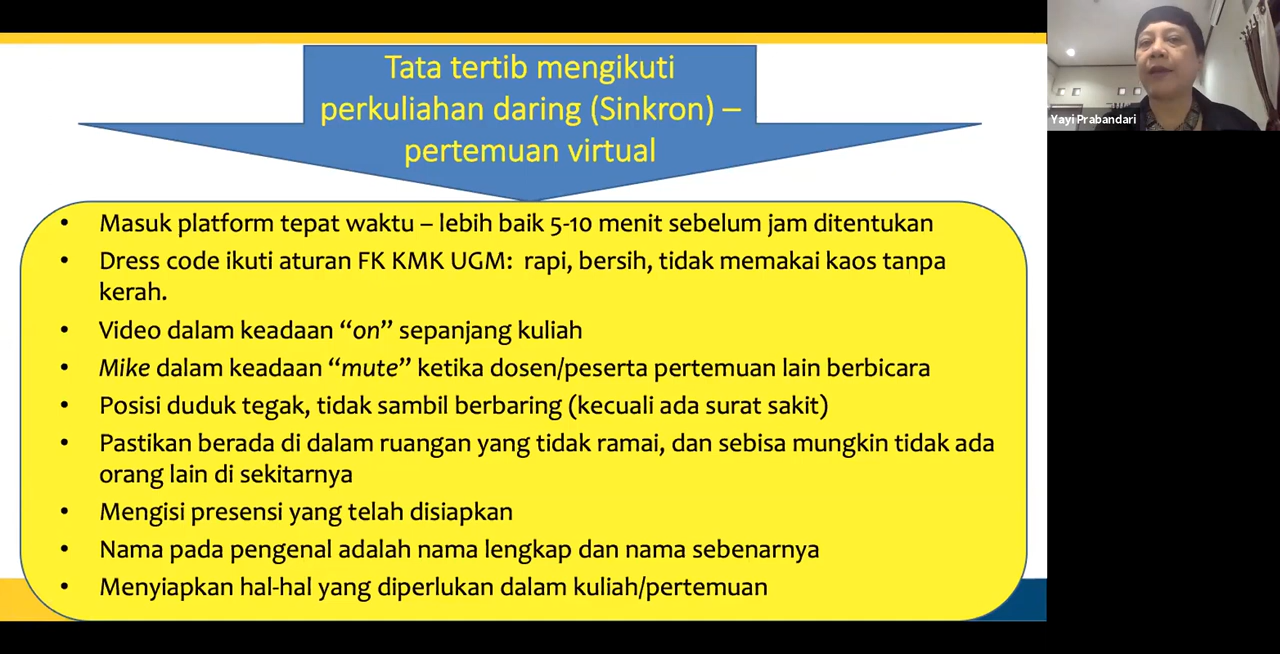 Tata tertib mengikuti
perkuliahan daring (Sinkron) –
pertemuan virtual
Yayi Prabandari
• Masuk platform tepat waktu – lebih baik 5-10 menit sebelum jam ditentukan
• Dress code ikuti aturan FK KMK UGM: rapi, bersih, tidak memakai kaos tanpa
kerah.
• Video dalam keadaan “on” sepanjang kuliah
• Mike dalam keadaan “mute” ketika dosen/peserta pertemuan lain berbicara
• Posisi duduk tegak, tidak sambil berbaring (kecuali ada surat sakit)
• Pastikan berada di dalam ruangan yang tidak ramai, dan sebisa mungkin tidak ada
orang lain di sekitarnya
• Mengisi presensi yang telah disiapkan
• Nama pada pengenal adalah nama lengkap dan nama sebenarnya
• Menyiapkan hal-hal yang diperlukan dalam kuliah/pertemuan